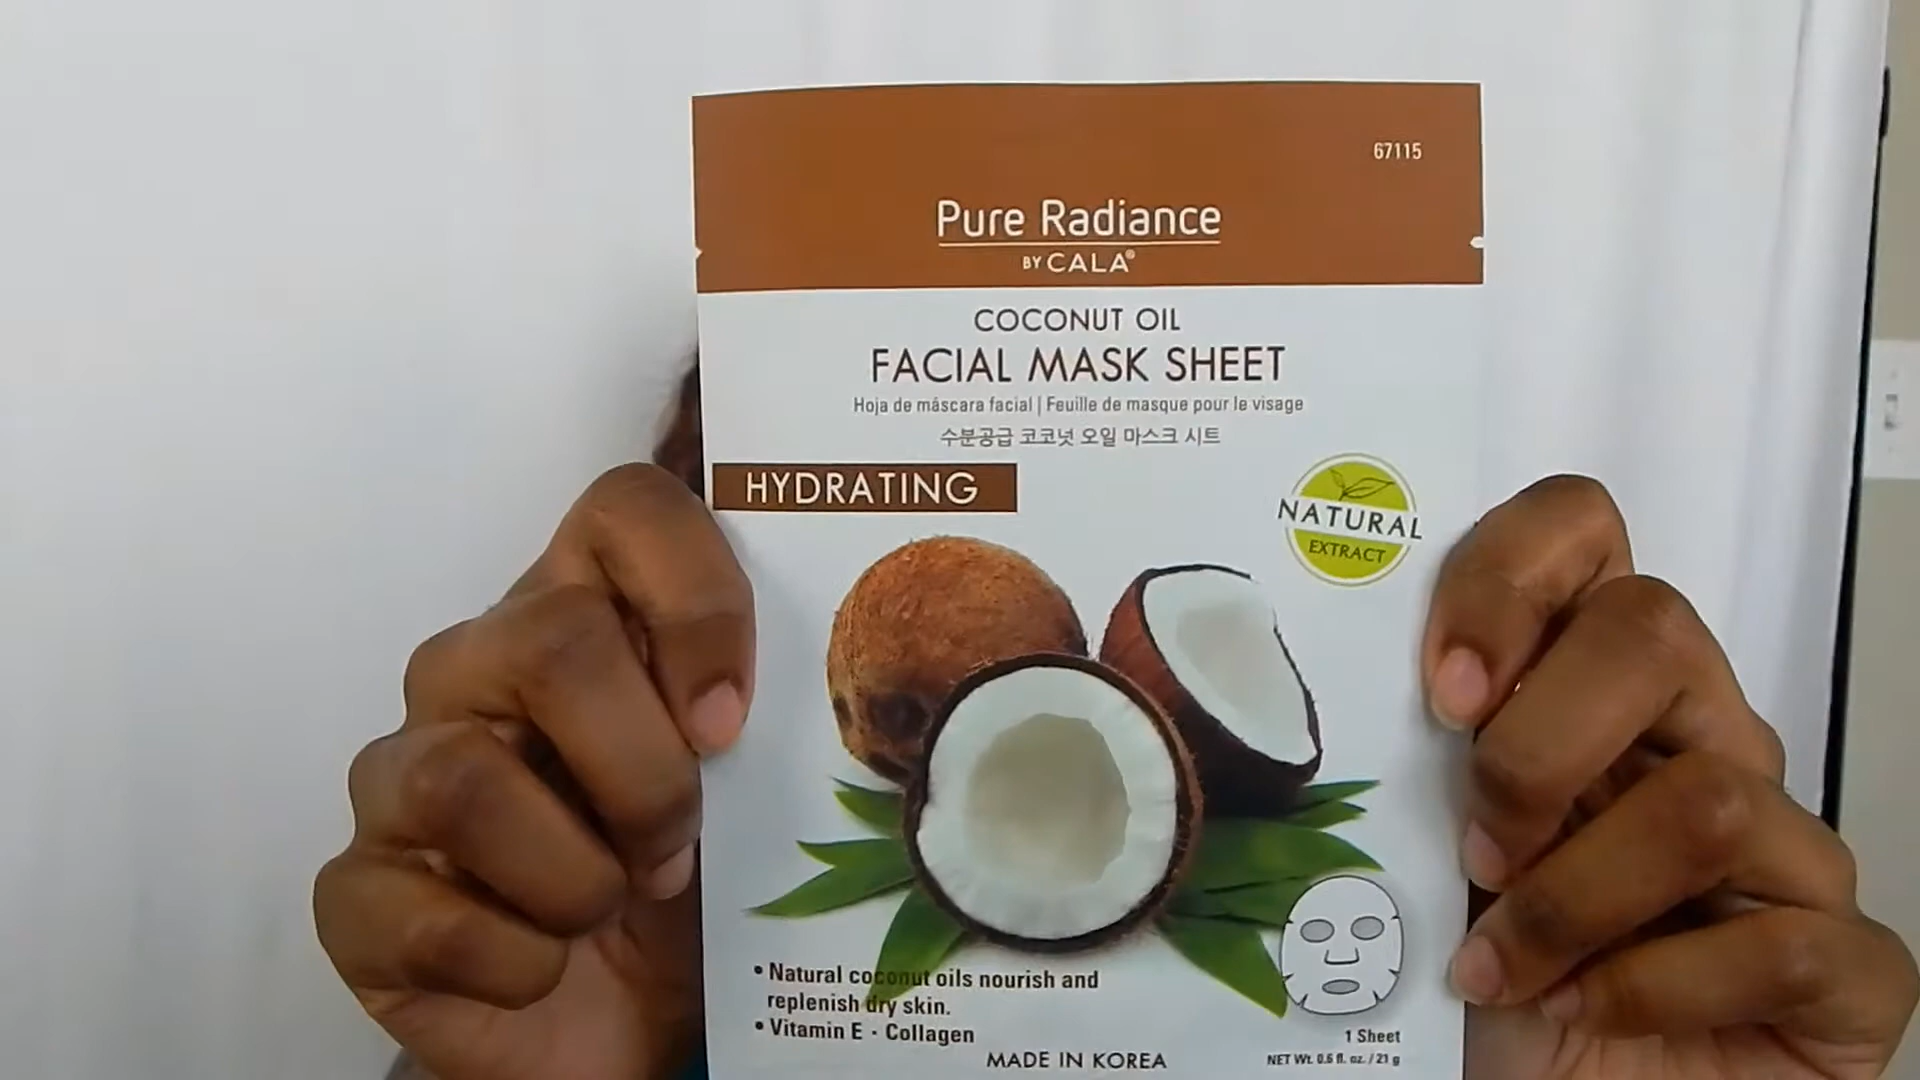 67115
Pure Radiance
BY CALA®
COCONUT OIL
FACIAL MASK SHEET
Hoja de máscara facial | Feuille de masque pour le visage
수분공급 코코넛 오일 마스크 시트
HYDRATING
NATURAL
EXTRACT
• Natural coconut oils nourish and
replenish dry skin.
• Vitamin E · Collagen
MADE IN KOREA
1 Sheet
NET Wt. 0.6 fl. oz. / 21 g